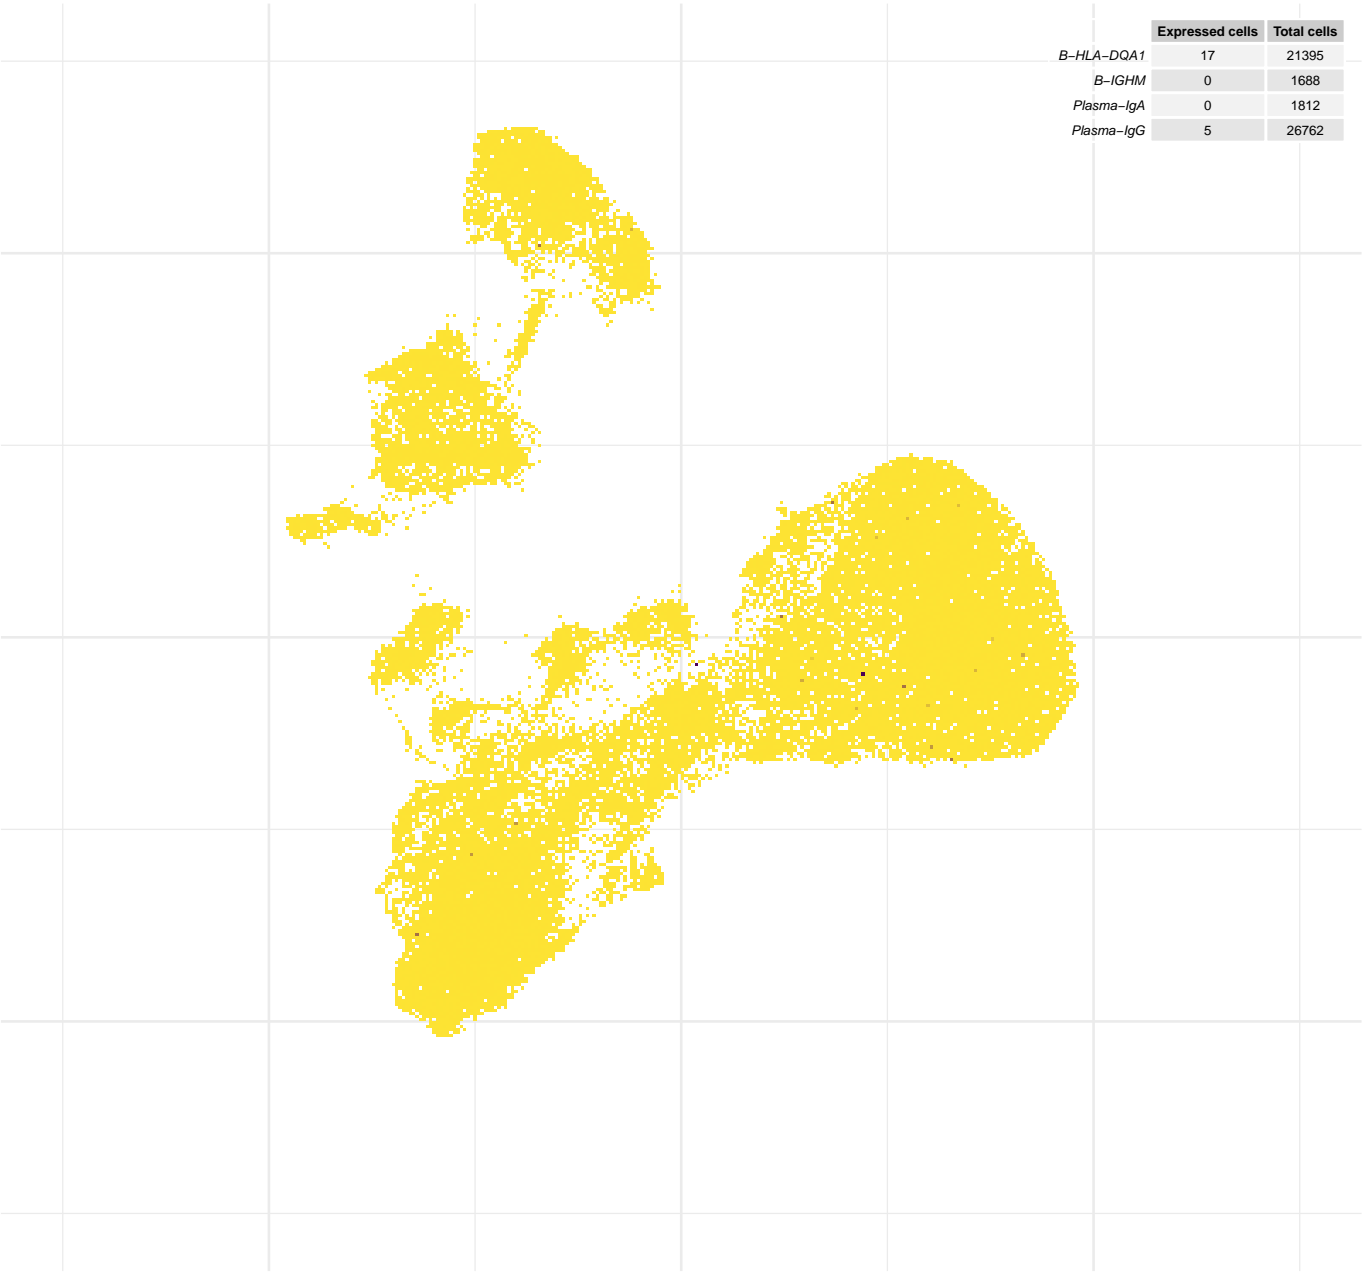 Expressed cells Total cells
B−HLA−DQA1 17 21395
B−IGHM 0 1688
Plasma−IgA 0 1812
Plasma−IgG 5 26762